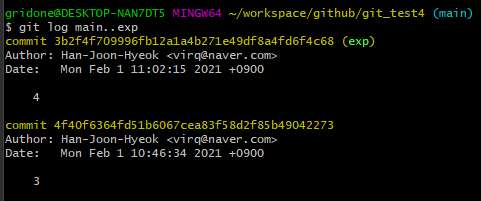 gridone@DESKTOP-NAN7DT5 MINGW64 ~/workspace/github/git_test4 (main)
$ git log main..exp
commit 3b2f4f709996fb12a1a4b271e49df8a4fd6f4c68 (exp)
Author: Han-Joon-Hyeok <virq@naver.com>
Date:   Mon Feb 1 11:02:15 2021 +0900
4
commit 4f40f6364fd51b6067cea83f58d2f85b49042273
Author: Han-Joon-Hyeok <virq@naver.com>
Date:   Mon Feb 1 10:46:34 2021 +0900
3